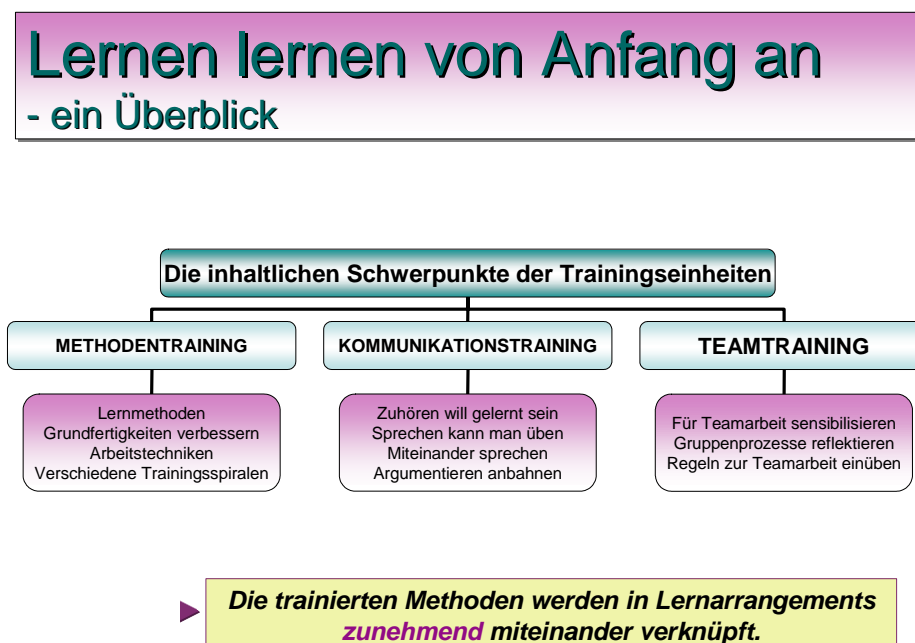 Lernen lernen von Anfang an
- ein Überblick
Die inhaltlichen Schwerpunkte der Trainingseinheiten
METHODENTRAINING
Lernmethoden
Grundfertigkeiten verbessern
Arbeitstechniken
Verschiedene Trainingsspiralen
KOMMUNIKATIONSTRAINING
Zuhören will gelernt sein
Sprechen kann man üben
Miteinander sprechen
Argumentieren anbahnen
TEAMTRAINING
Für Teamarbeit sensibilisieren
Gruppenprozesse reflektieren
Regeln zur Teamarbeit einüben
Die trainierten Methoden werden in Lernarrangements
zunehmend miteinander verknüpft.